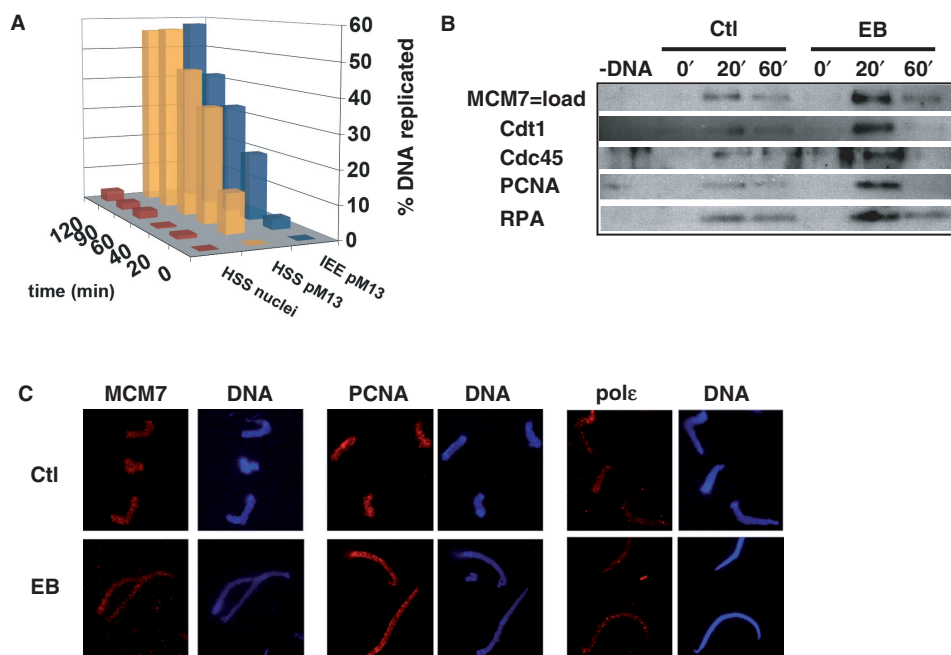 A
60
50
40
30
20
10
0
% DNA replicated
120
90
60
40
20
0
time (min)
HSS nuclei
HSS pM13
IEE pM13
B
Ctl EB
-DNA 0′ 20′ 60′ 0′ 20′ 60′
MCM7=load
Cdt1
Cdc45
PCNA
RPA
C
MCM7 DNA PCNA DNA polε DNA
Ctl
EB